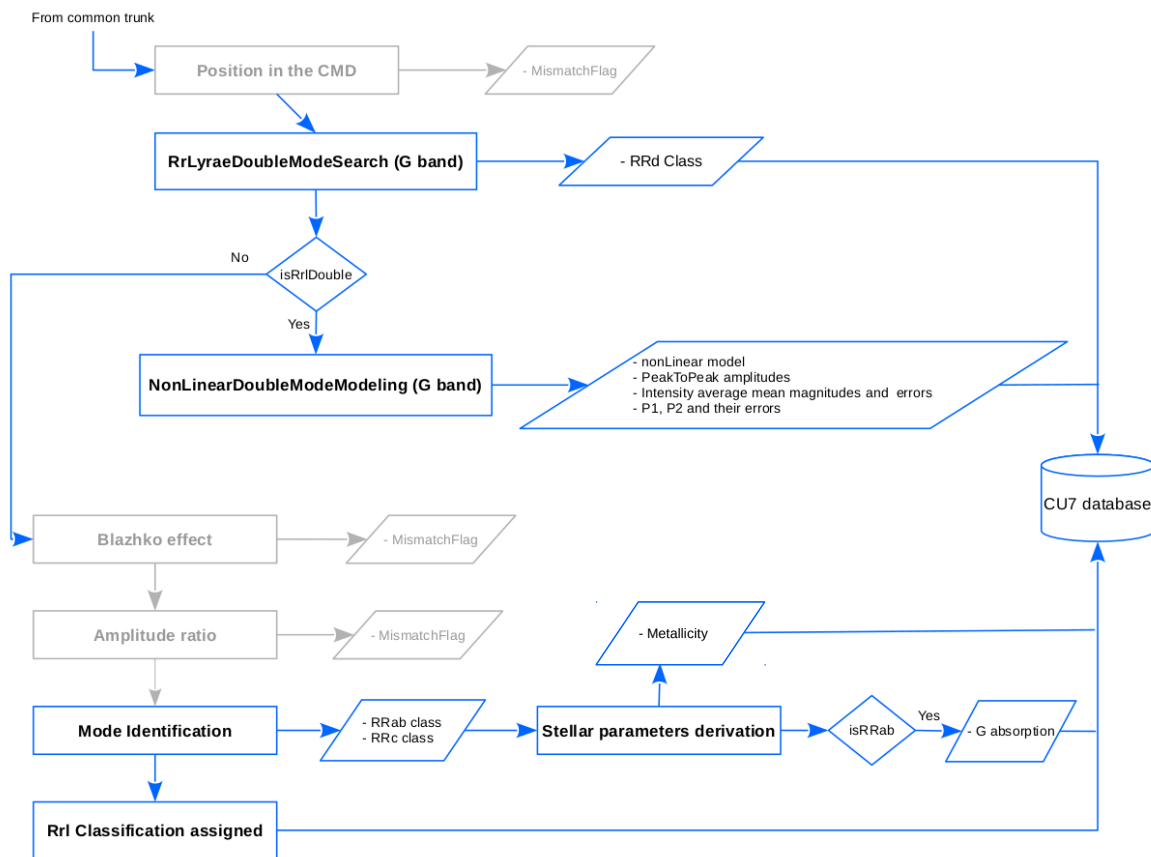 From common trunk
Position in the CMD
- MismatchFlag
RrLyraeDoubleModeSearch (G band)
- RRd Class
isRrlDouble
No
Yes
NonLinearDoubleModeModeling (G band)
- nonLinear model
- PeakToPeak amplitudes
- Intensity average mean magnitudes and errors
- P1, P2 and their errors
CU7 database
Blazhko effect
- MismatchFlag
Amplitude ratio
- MismatchFlag
- Metallicity
Mode Identification
- RRab class
- RRc class
Stellar parameters derivation
isRRab
Yes
- G absorption
Rrl Classification assigned